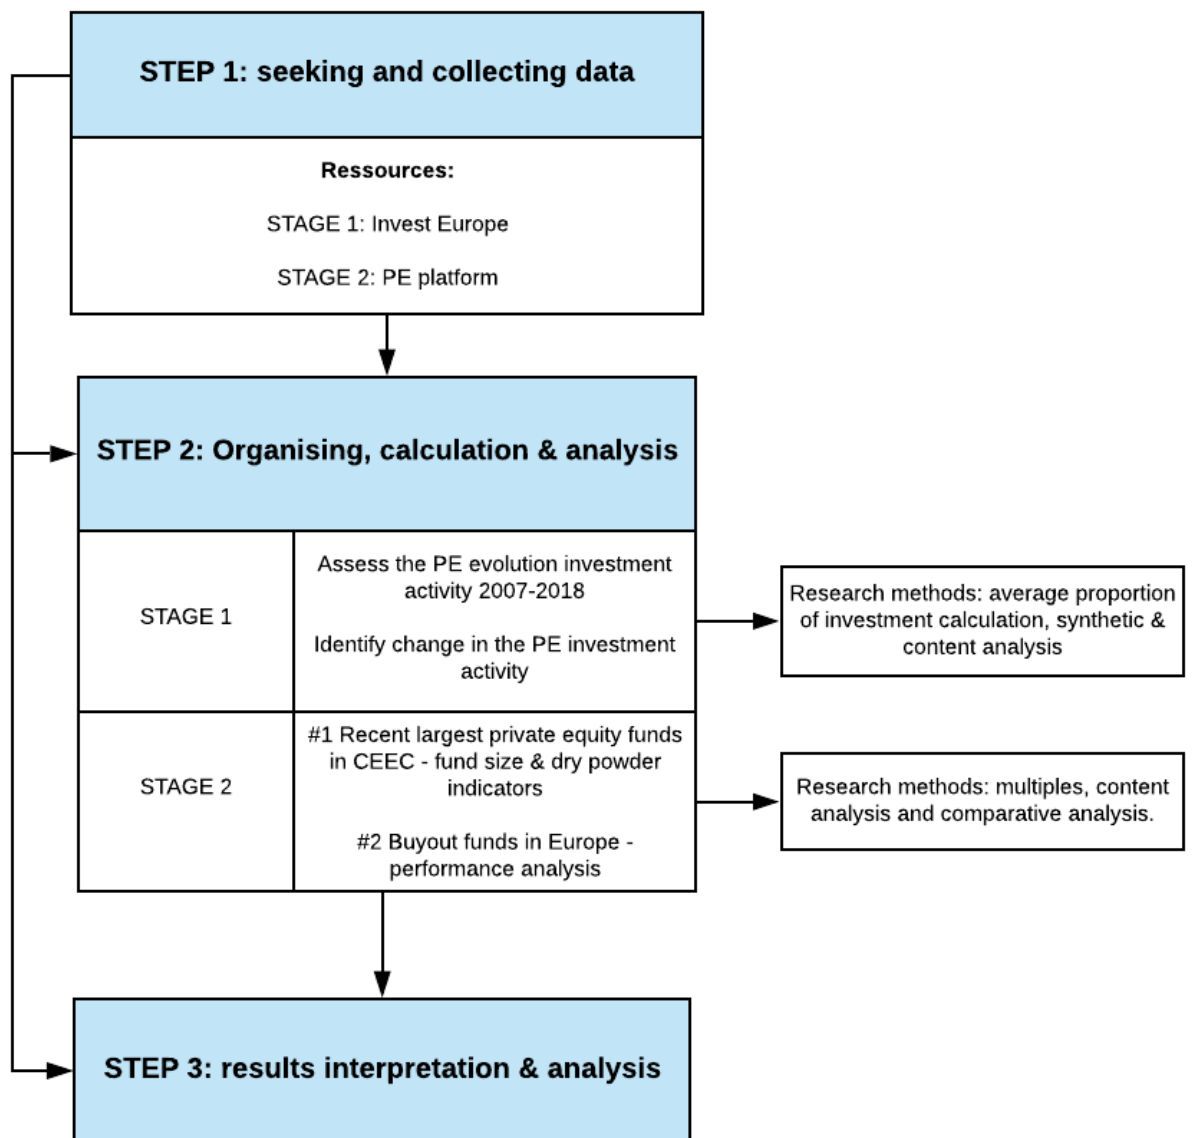 STEP 1: seeking and collecting data
Ressources:
STAGE 1: Invest Europe
STAGE 2: PE platform
STEP 2: Organising, calculation & analysis
STAGE 1
Assess the PE evolution investment
activity 2007-2018
Identify change in the PE investment
activity
Research methods: average proportion
of investment calculation, synthetic &
content analysis
STAGE 2
#1 Recent largest private equity funds
in CEEC - fund size & dry powder
indicators
#2 Buyout funds in Europe -
performance analysis
Research methods: multiples, content
analysis and comparative analysis.
STEP 3: results interpretation & analysis